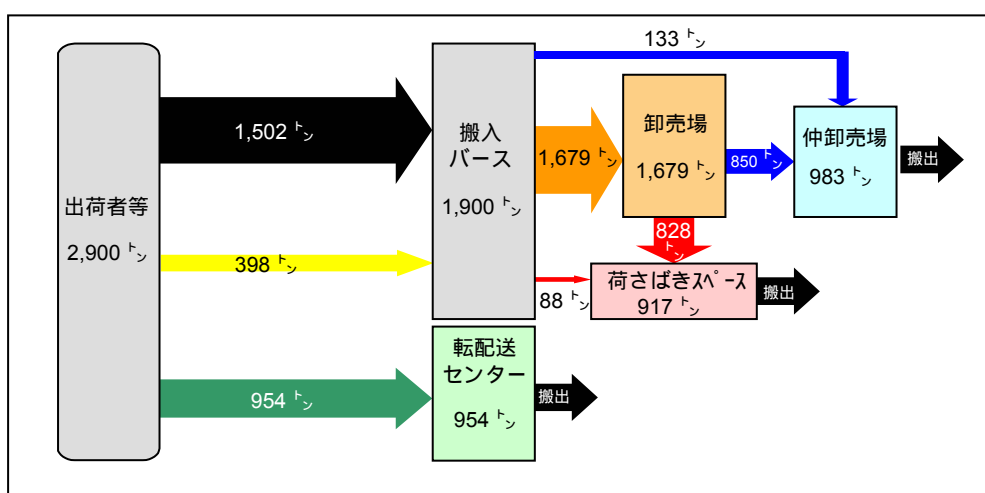 133 トン
1,502 トン
搬入
バース
1,900 トン
卸売場
1,679 トン
1,679 トン
850 トン
仲卸売場
983 トン
搬出
出荷者等
2,900 トン
828
トン
398 トン
88 トン
荷さばきｽﾍﾟｰｽ
917 トン
搬出
転配送
センター
954 トン
954 トン
搬出